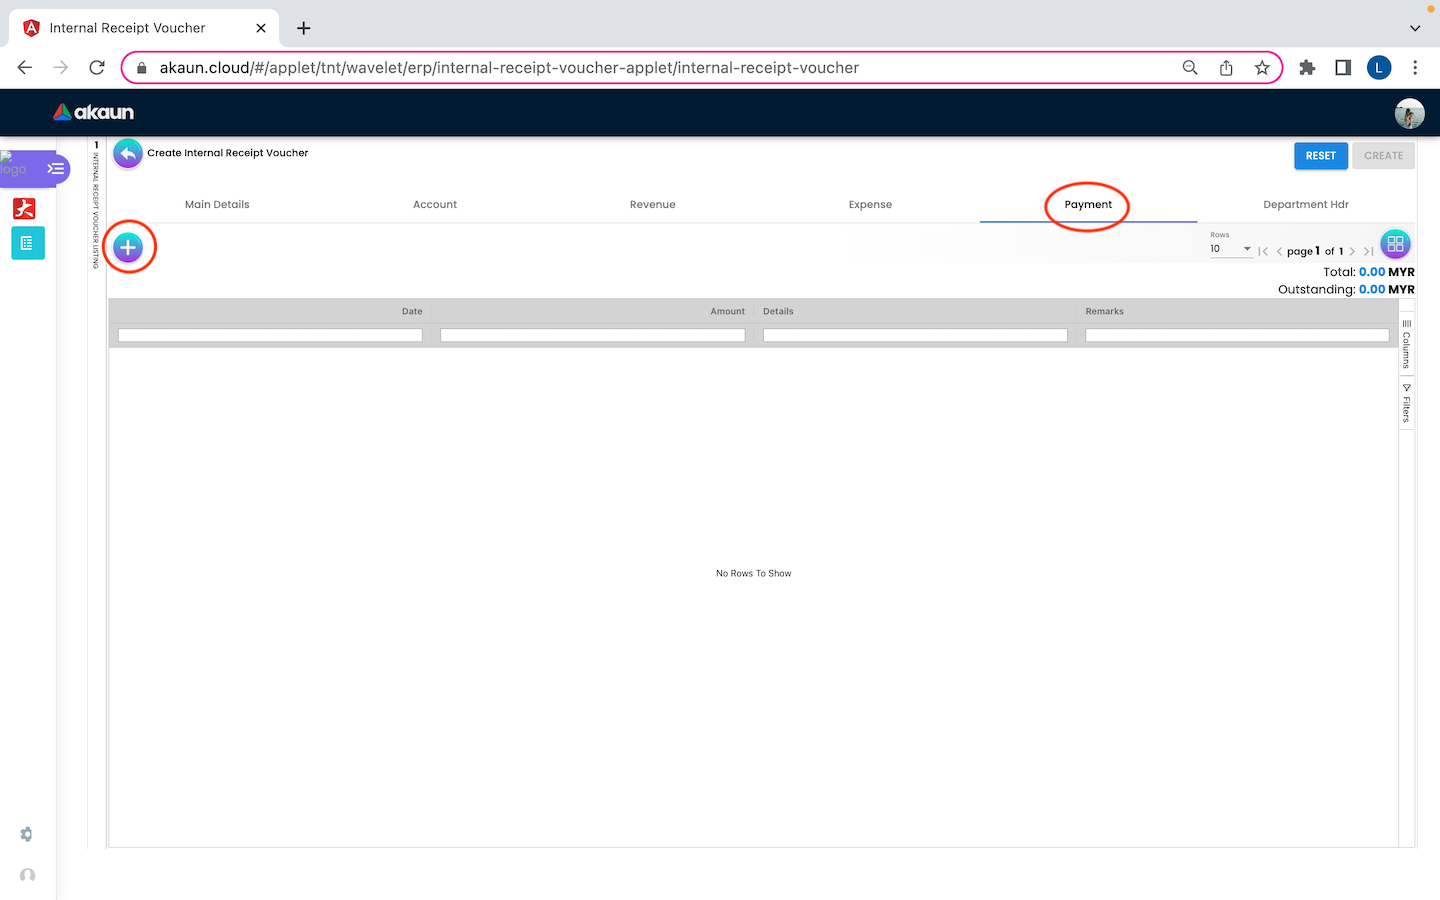 Internal Receipt Voucher
akaun.cloud/#/applet/tnt/wavelet/erp/internal-receipt-voucher-applet/internal-receipt-voucher
L
akaun
logo
1
INTERNAL RECEIPT VOUCHER LISTING
Create Internal Receipt Voucher
RESET
CREATE
Main Details
Account
Revenue
Expense
Payment
Department Hdr
Rows
10
page 1 of 1
Total: 0.00 MYR
Outstanding: 0.00 MYR
Date
Amount
Details
Remarks
Columns
Filters
No Rows To Show